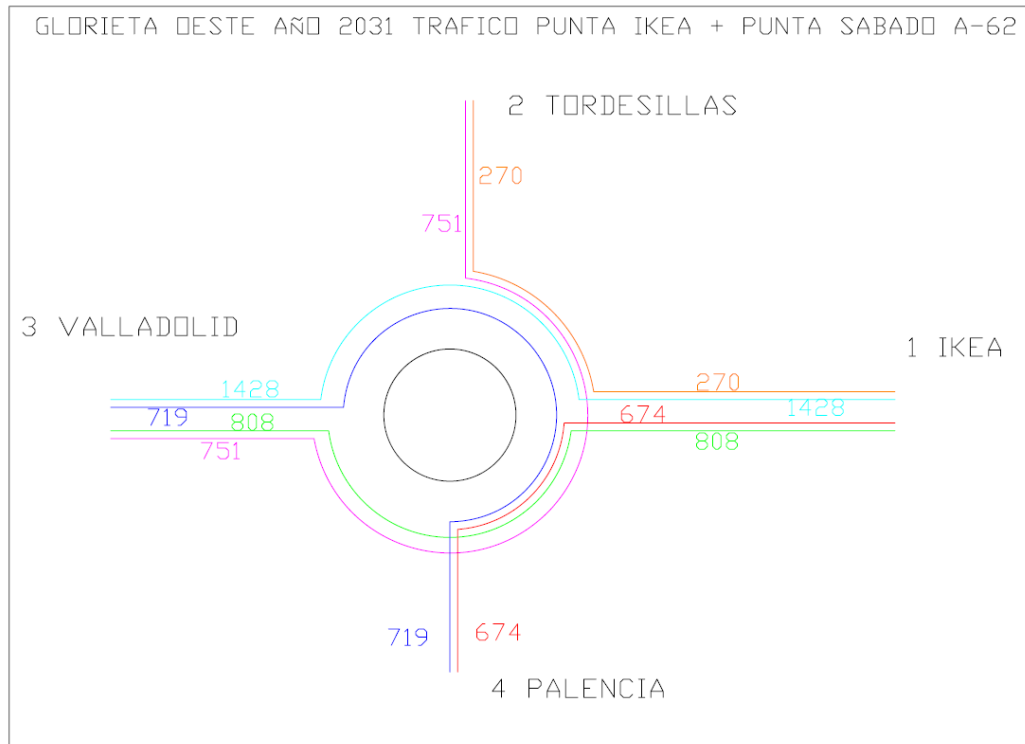 GLORIETA OESTE AÑO 2031 TRAFICO PUNTA IKEA + PUNTA SABADO A-62
2 TORDESILLAS
270
751
3 VALLADOLID
1 IKEA
1428
270
719
808
674
1428
751
808
719
674
4 PALENCIA